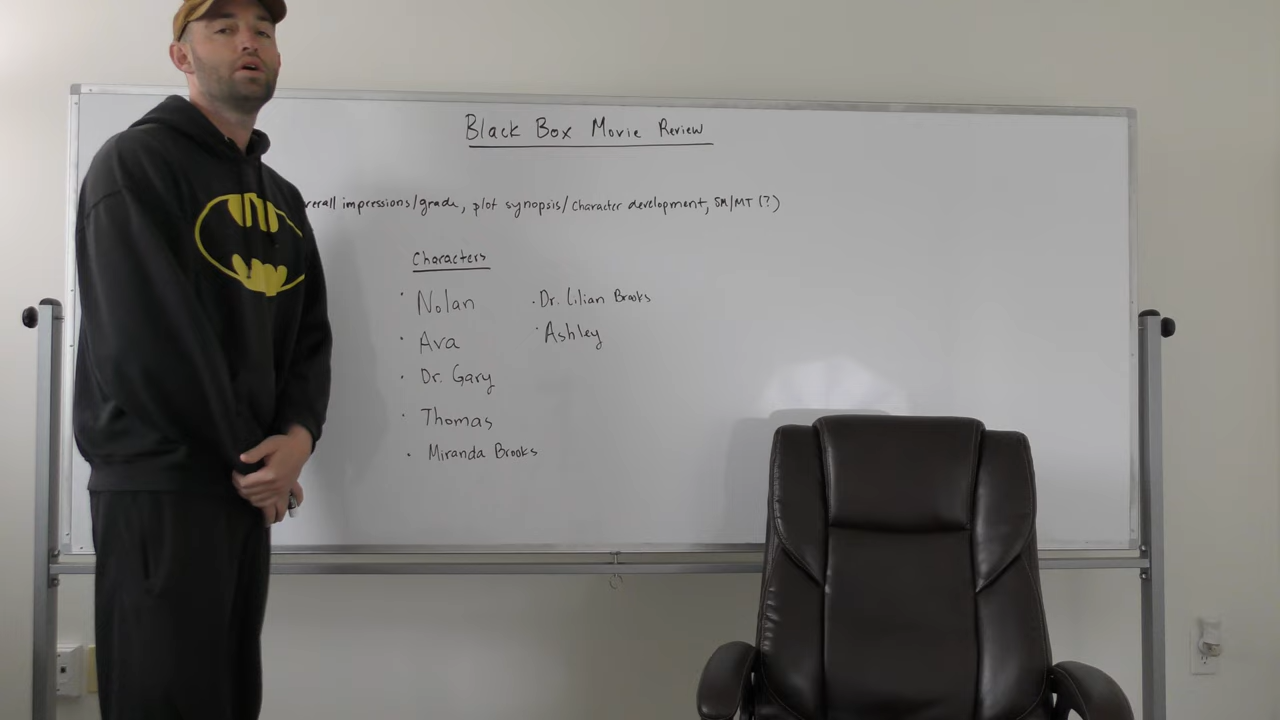 Black Box Movie Review
verall impressions/grade, plot synopsis/character development, SM/MT (?)
Characters
· Nolan
· Ava
· Dr. Gary
· Thomas
· Miranda Brooks
· Dr. Lilian Brooks
· Ashley